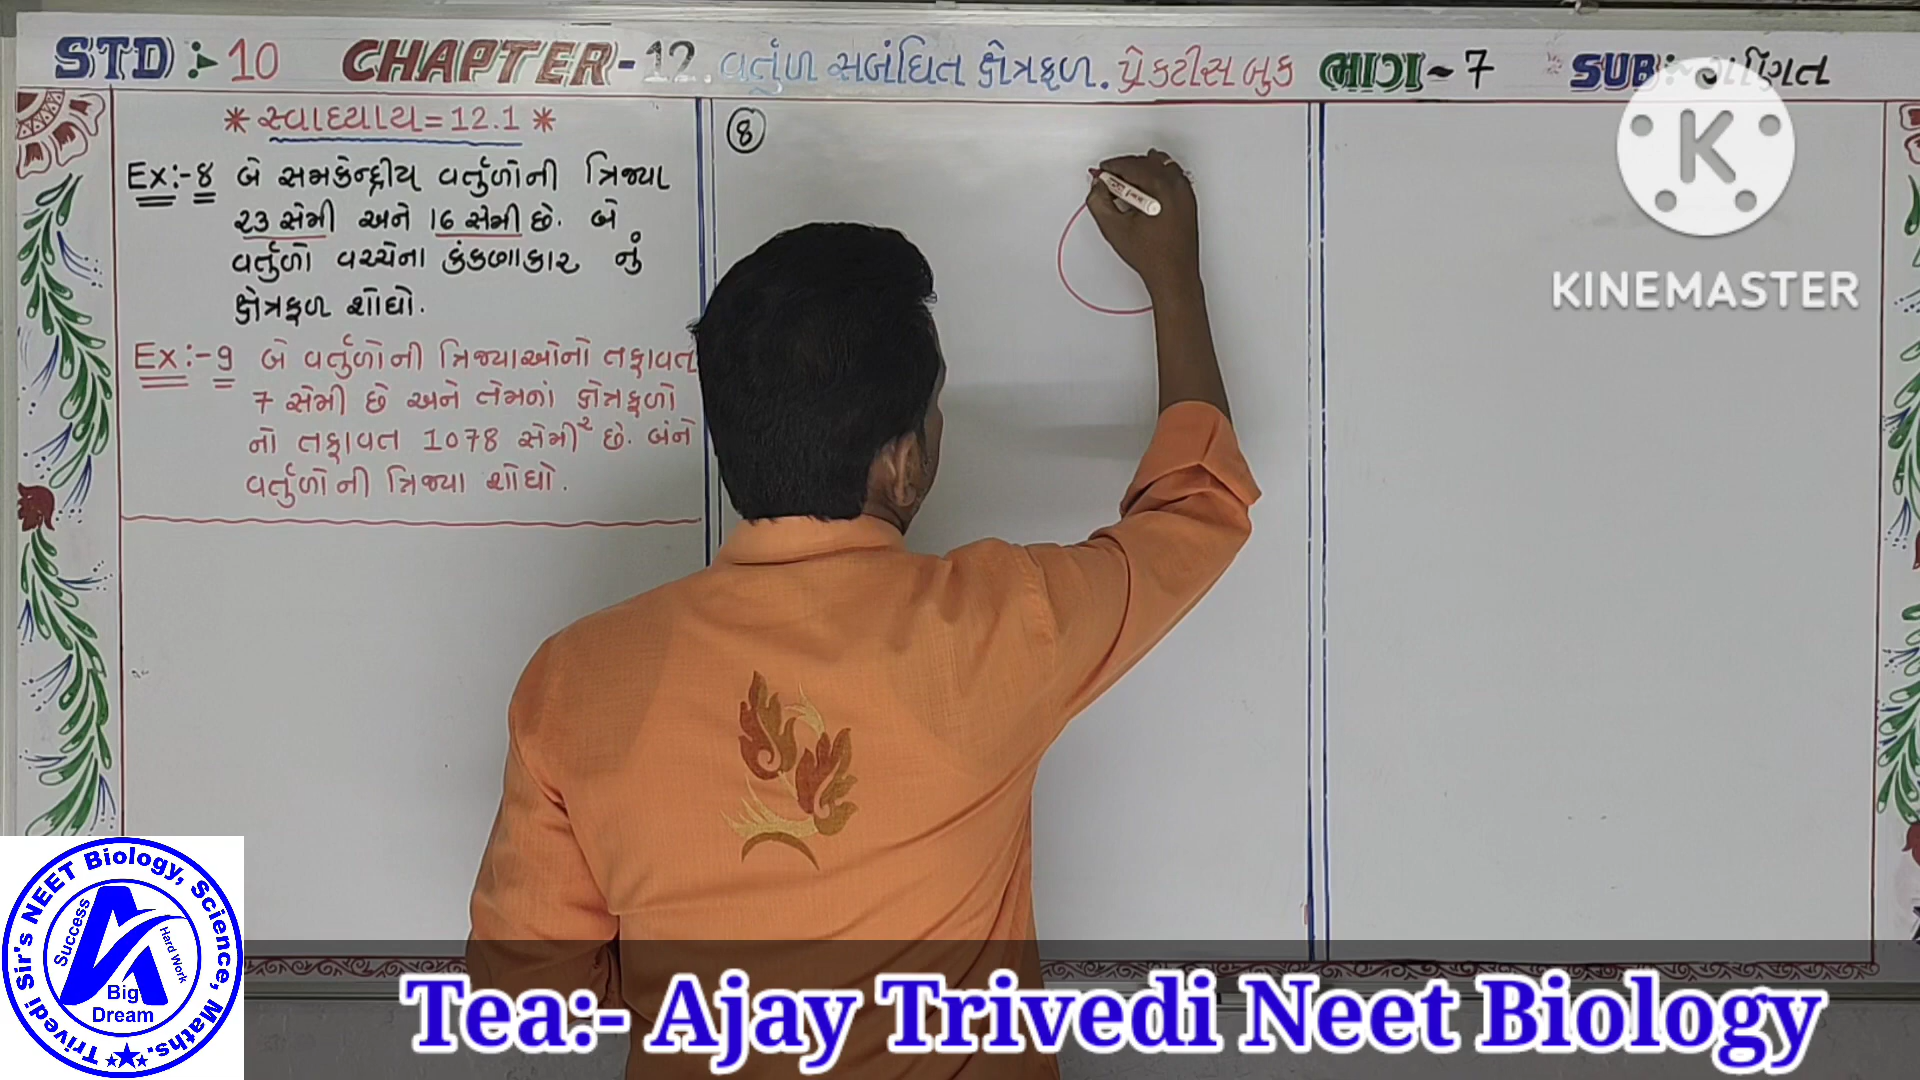 STD :- 10 CHAPTER - 12. વર્તુળ સબંધિત ક્ષેત્રફળ. પ્રેક્ટીસ બુક ભાગ - 7 SUB :- ગણિત
* સ્વાધ્યાય = 12.1 *
Ex:- 8 બે સમકેન્દ્રીય વર્તુળોની ત્રિજ્યા
23 સેમી અને 16 સેમી છે. બે
વર્તુળો વચ્ચેના કંકણાકાર નું
ક્ષેત્રફળ શોધો.
Ex:- 9 બે વર્તુળોની ત્રિજ્યાઓનો તફાવત
7 સેમી છે અને તેમનાં ક્ષેત્રફળો
નો તફાવત 1078 સેમી² છે. બંને
વર્તુળોની ત્રિજ્યા શોધો.
8
K
KINEMASTER
Trivedi Sir's NEET Biology, Science, Maths.
Success
Hard Work
Big
Dream
Tea:- Ajay Trivedi Neet Biology